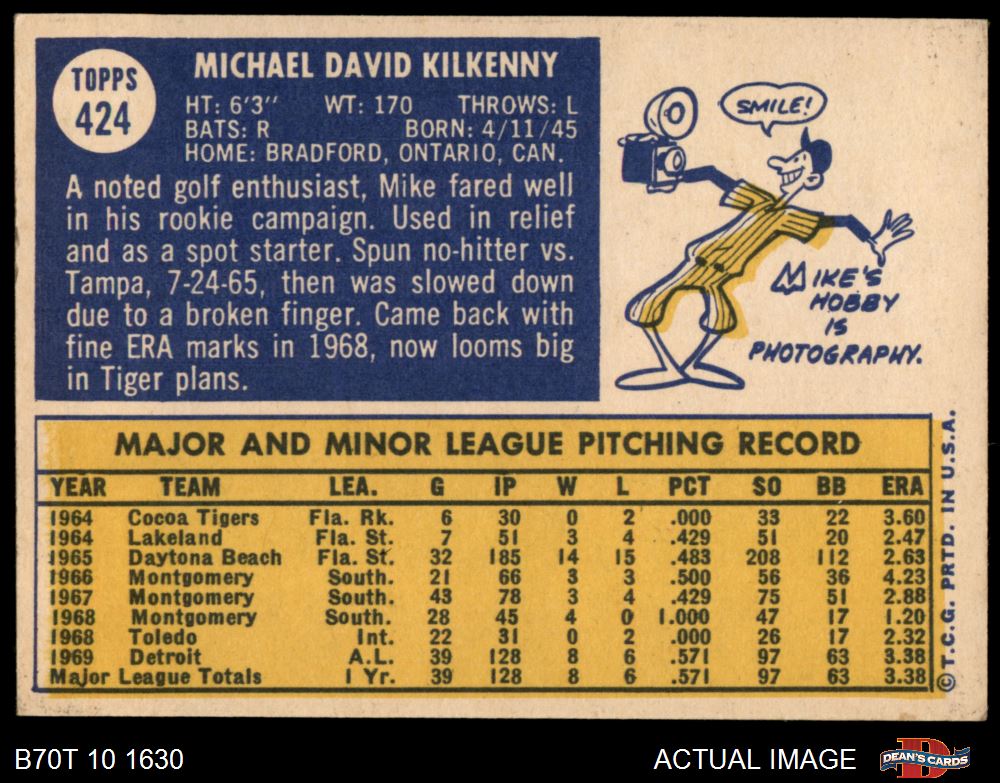 TOPPS
424
MICHAEL DAVID KILKENNY
HT: 6'3" WT: 170 THROWS: L
BATS: R BORN: 4/11/45
HOME: BRADFORD, ONTARIO, CAN.
A noted golf enthusiast, Mike fared well
in his rookie campaign. Used in relief
and as a spot starter. Spun no-hitter vs.
Tampa, 7-24-65, then was slowed down
due to a broken finger. Came back with
fine ERA marks in 1968, now looms big
in Tiger plans.
SMILE!
MIKE'S
HOBBY
IS
PHOTOGRAPHY.
MAJOR AND MINOR LEAGUE PITCHING RECORD
YEAR TEAM LEA. G IP W L PCT SO BB ERA
1964 Cocoa Tigers Fla. Rk. 6 30 0 2 .000 33 22 3.60
1964 Lakeland Fla. St. 7 51 3 4 .429 51 20 2.47
1965 Daytona Beach Fla. St. 32 185 14 15 .483 208 112 2.63
1966 Montgomery South. 21 66 3 3 .500 56 36 4.23
1967 Montgomery South. 43 78 3 4 .429 75 51 2.88
1968 Montgomery South. 28 45 4 0 1.000 47 17 1.20
1968 Toledo Int. 22 31 0 2 .000 26 17 2.32
1969 Detroit A.L. 39 128 8 6 .571 97 63 3.38
Major League Totals 1 Yr. 39 128 8 6 .571 97 63 3.38
©T.C.G. PRTD. IN U.S.A.
B70T 10 1630
ACTUAL IMAGE
D
DEAN'S CARDS